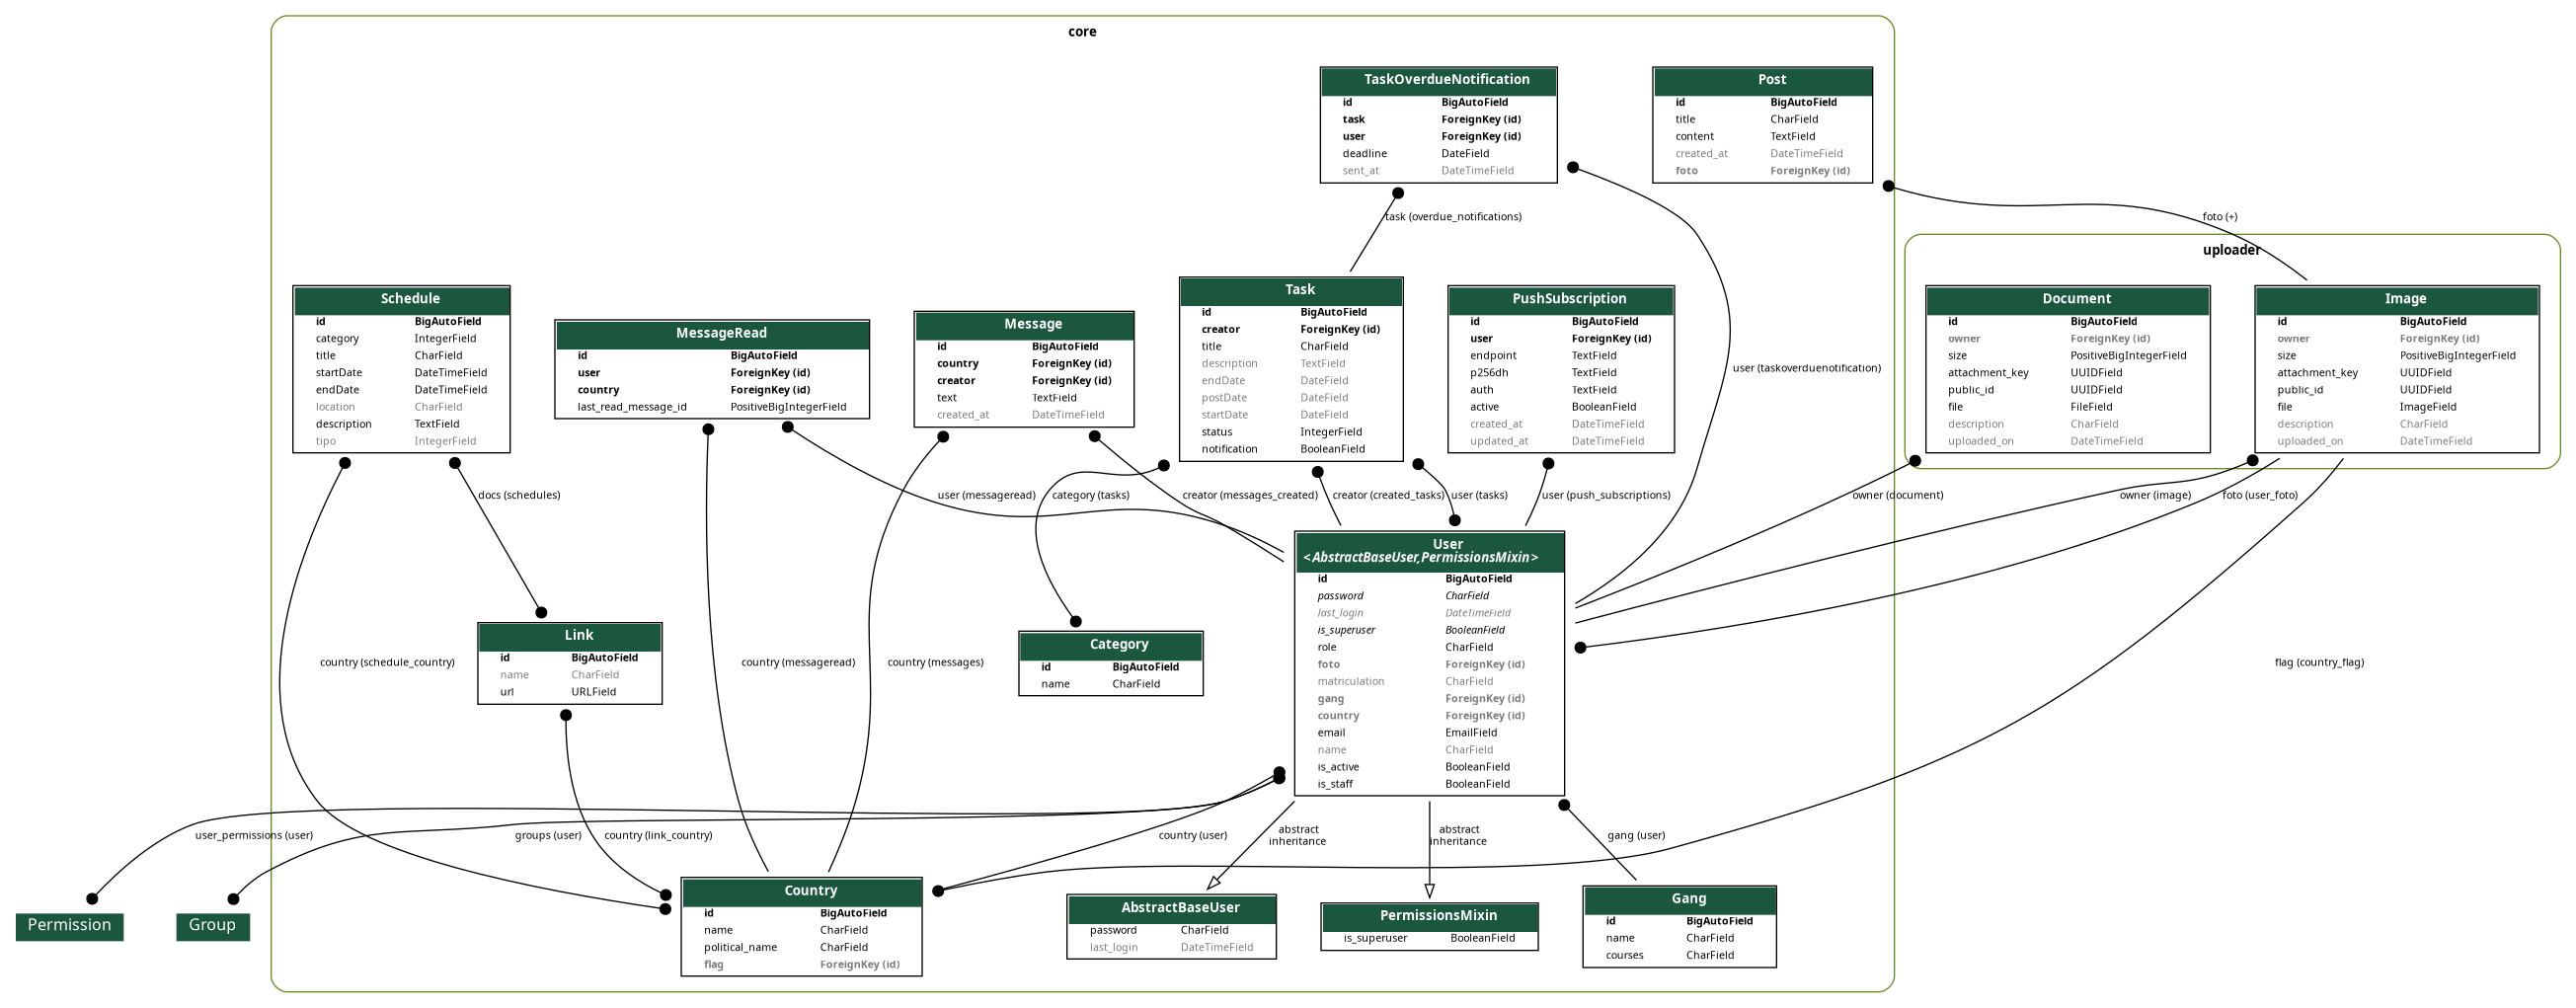 core
TaskOverdueNotification
id BigAutoField
task ForeignKey (id)
user ForeignKey (id)
deadline DateField
sent_at DateTimeField
Post
id BigAutoField
title CharField
content TextField
created_at DateTimeField
foto ForeignKey (id)
task (overdue_notifications)
foto (+)
uploader
Schedule
id BigAutoField
category IntegerField
title CharField
startDate DateTimeField
endDate DateTimeField
location CharField
description TextField
tipo IntegerField
MessageRead
id BigAutoField
user ForeignKey (id)
country ForeignKey (id)
last_read_message_id PositiveBigIntegerField
Message
id BigAutoField
country ForeignKey (id)
creator ForeignKey (id)
text TextField
created_at DateTimeField
Task
id BigAutoField
creator ForeignKey (id)
title CharField
description TextField
endDate DateField
postDate DateField
startDate DateField
status IntegerField
notification BooleanField
PushSubscription
id BigAutoField
user ForeignKey (id)
endpoint TextField
p256dh TextField
auth TextField
active BooleanField
created_at DateTimeField
updated_at DateTimeField
user (taskoverduenotification)
Document
id BigAutoField
owner ForeignKey (id)
size PositiveBigIntegerField
attachment_key UUIDField
public_id UUIDField
file FileField
description CharField
uploaded_on DateTimeField
Image
id BigAutoField
owner ForeignKey (id)
size PositiveBigIntegerField
attachment_key UUIDField
public_id UUIDField
file ImageField
description CharField
uploaded_on DateTimeField
docs (schedules)
user (messageread)
category (tasks)
creator (messages_created)
creator (created_tasks)
user (tasks)
user (push_subscriptions)
owner (document)
owner (image)
foto (user_foto)
User
<AbstractBaseUser,PermissionsMixin>
id BigAutoField
password CharField
last_login DateTimeField
is_superuser BooleanField
role CharField
foto ForeignKey (id)
matriculation CharField
gang ForeignKey (id)
country ForeignKey (id)
email EmailField
name CharField
is_active BooleanField
is_staff BooleanField
country (schedule_country)
Link
id BigAutoField
name CharField
url URLField
country (messageread)
country (messages)
Category
id BigAutoField
name CharField
flag (country_flag)
user_permissions (user)
groups (user)
country (link_country)
country (user)
abstract
inheritance
abstract
inheritance
gang (user)
Permission
Group
Country
id BigAutoField
name CharField
political_name CharField
flag ForeignKey (id)
AbstractBaseUser
password CharField
last_login DateTimeField
PermissionsMixin
is_superuser BooleanField
Gang
id BigAutoField
name CharField
courses CharField